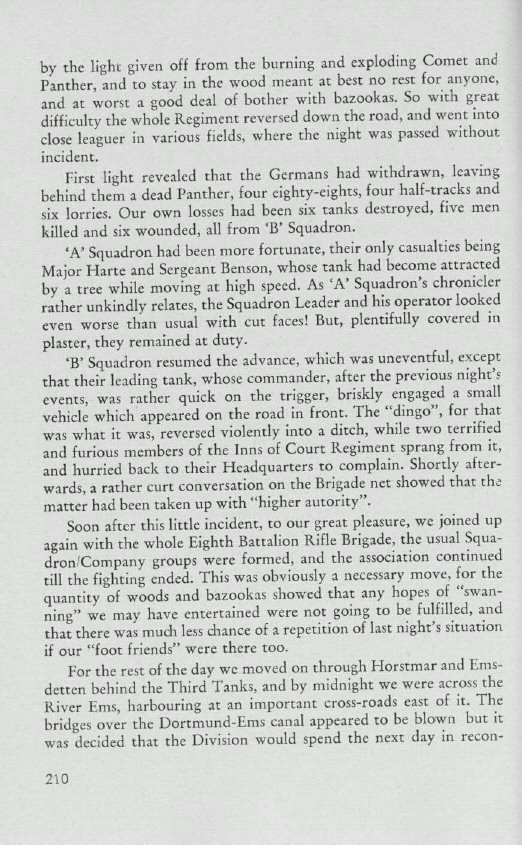 by the light given off from the burning and exploding Comet and
Panther, and to stay in the wood meant at best no rest for anyone,
and at worst a good deal of bother with bazookas. So with great
difficulty the whole Regiment reversed down the road, and went into
close leaguer in various fields, where the night was passed without
incident.
First light revealed that the Germans had withdrawn, leaving
behind them a dead Panther, four eighty-eights, four half-tracks and
six lorries. Our own losses had been six tanks destroyed, five men
killed and six wounded, all from ‘B’ Squadron.
‘A’ Squadron had been more fortunate, their only casualties being
Major Harte and Sergeant Benson, whose tank had become attracted
by a tree while moving at high speed. As ‘A’ Squadron's chronicler
rather unkindly relates, the Squadron Leader and his operator looked
even worse than usual with cut faces! But, plentifully covered in
plaster, they remained at duty.
‘B’ Squadron resumed the advance, which was uneventful, except
that their leading tank, whose commander, after the previous night's
events, was rather quick on the trigger, briskly engaged a small
vehicle which appeared on the road in front. The “dingo”, for that
was what it was, reversed violently into a ditch, while two terrified
and furious members of the Inns of Court Regiment sprang from it,
and hurried back to their Headquarters to complain. Shortly after-
wards, a rather curt conversation on the Brigade net showed that the
matter had been taken up with “higher autority”.
Soon after this little incident, to our great pleasure, we joined up
again with the whole Eighth Battalion Rifle Brigade, the usual Squa-
dron/Company groups were formed, and the association continued
till the fighting ended. This was obviously a necessary move, for the
quantity of woods and bazookas showed that any hopes of “swan-
ning” we may have entertained were not going to be fulfilled, and
that there was much less chance of a repetition of last night's situation
if our “foot friends” were there too.
For the rest of the day we moved on through Horstmar and Ems-
detten behind the Third Tanks, and by midnight we were across the
River Ems, harbouring at an important cross-roads east of it. The
bridges over the Dortmund-Ems canal appeared to be blown but it
was decided that the Division would spend the next day in recon-
210